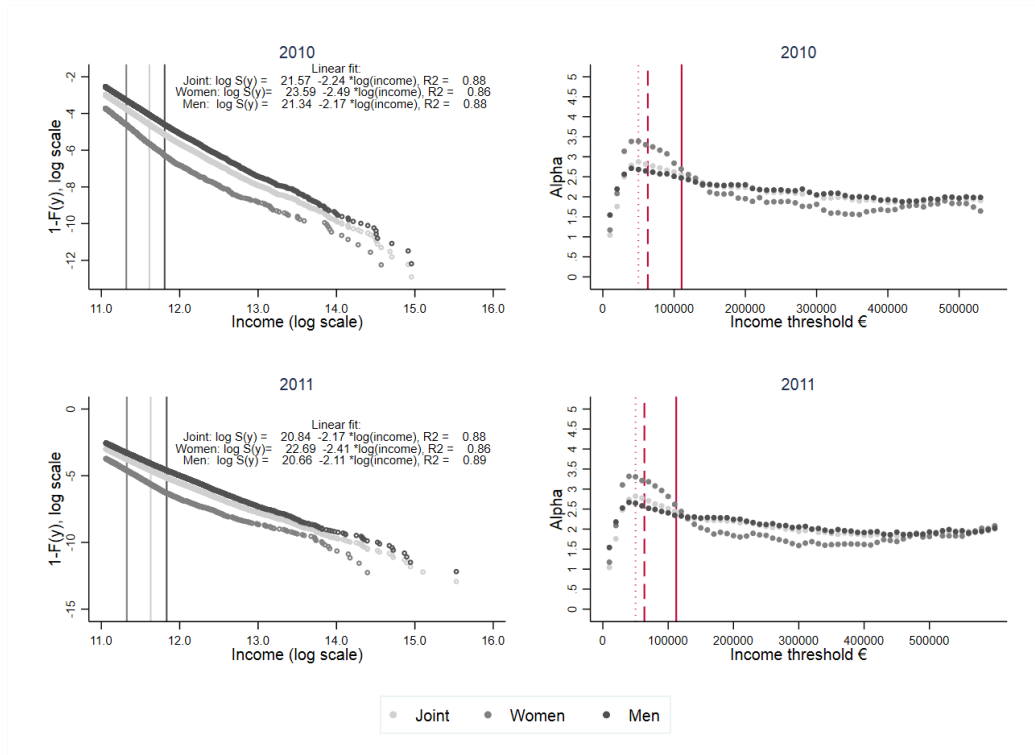 2010
Linear fit:
Joint: log S(y) = 21.57 -2.24 *log(income), R2 = 0.88
Women: log S(y)= 23.59 -2.49 *log(income), R2 = 0.86
Men: log S(y) = 21.34 -2.17 *log(income), R2 = 0.88
1-F(y), log scale
-2
-4
-6
-8
-10
-12
11.0 12.0 13.0 14.0 15.0 16.0
Income (log scale)
2010
Alpha
5
4.5
4
3.5
3
2.5
2
1.5
1
.5
0
0 100000 200000 300000 400000 500000
Income threshold €
2011
Linear fit:
Joint: log S(y) = 20.84 -2.17 *log(income), R2 = 0.88
Women: log S(y)= 22.69 -2.41 *log(income), R2 = 0.86
Men: log S(y) = 20.66 -2.11 *log(income), R2 = 0.89
1-F(y), log scale
0
-5
-10
-15
11.0 12.0 13.0 14.0 15.0 16.0
Income (log scale)
2011
Alpha
5
4.5
4
3.5
3
2.5
2
1.5
1
.5
0
0 100000 200000 300000 400000 500000
Income threshold €
Joint Women Men